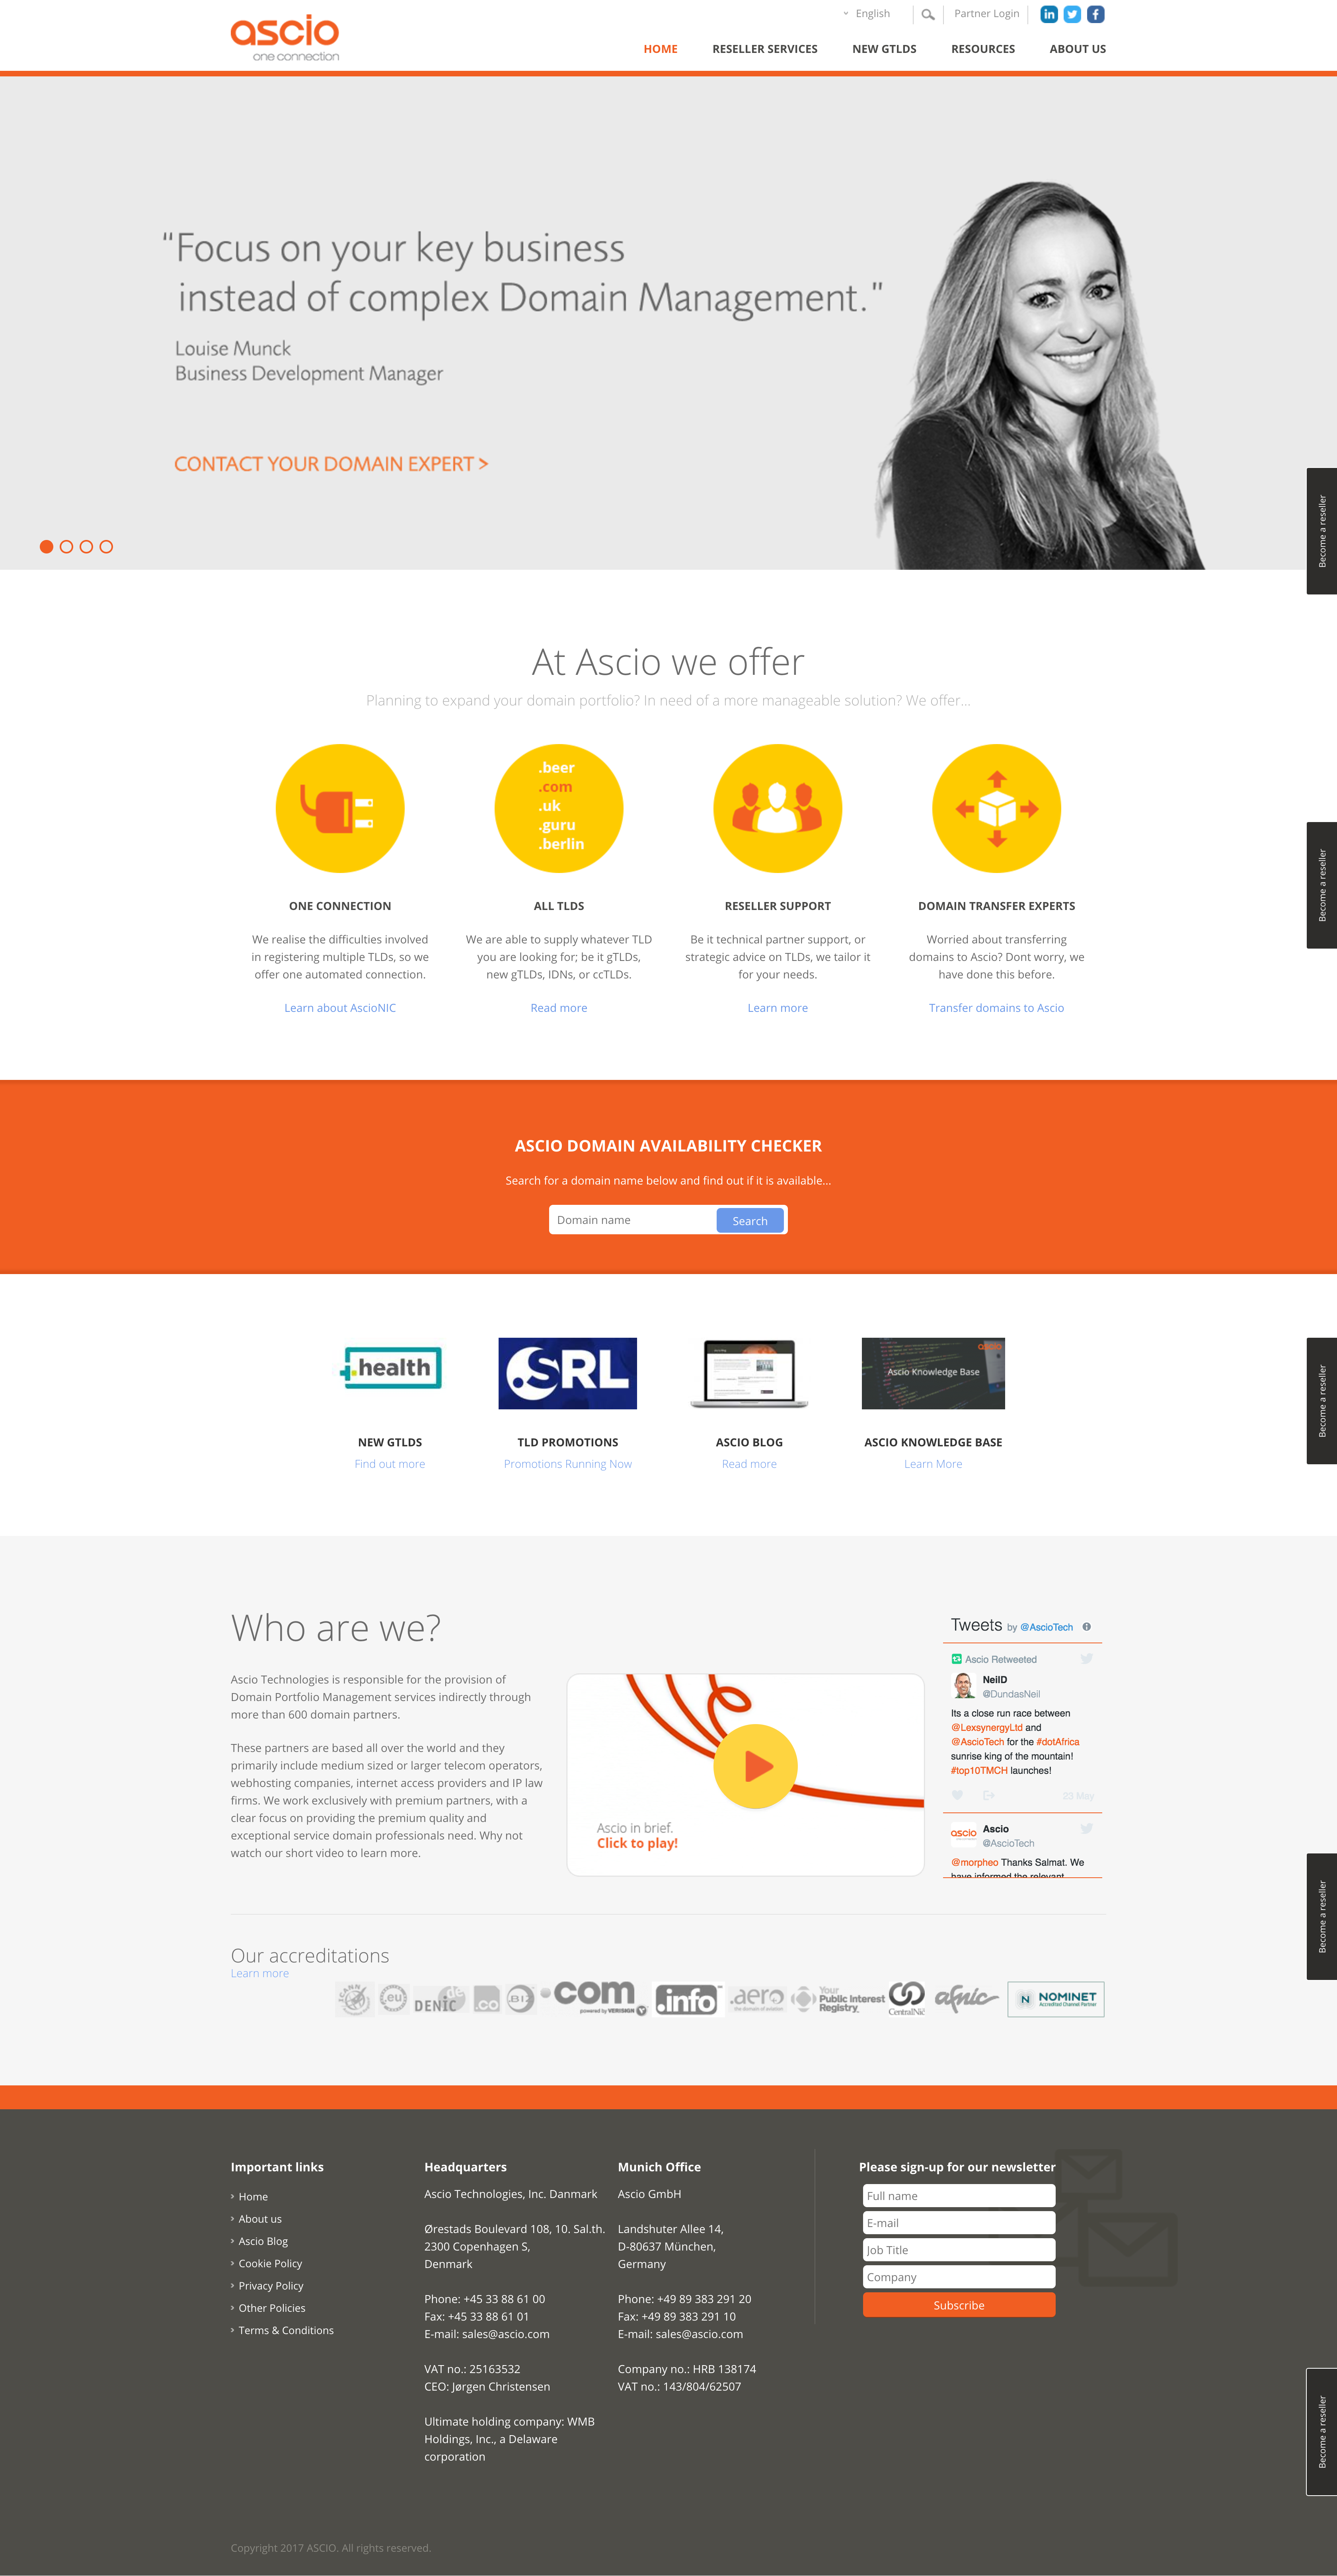 ascio
one connection
English
Partner Login
HOME
RESELLER SERVICES
NEW GTLDS
RESOURCES
ABOUT US
"Focus on your key business
instead of complex Domain Management."
Louise Munck
Business Development Manager
CONTACT YOUR DOMAIN EXPERT >
Become a reseller
At Ascio we offer
Planning to expand your domain portfolio? In need of a more manageable solution? We offer...
.beer
.com
.uk
.guru
.berlin
Become a reseller
ONE CONNECTION
We realise the difficulties involved
in registering multiple TLDs, so we
offer one automated connection.
Learn about AscioNIC
ALL TLDS
We are able to supply whatever TLD
you are looking for; be it gTLDs,
new gTLDs, IDNs, or ccTLDs.
Read more
RESELLER SUPPORT
Be it technical partner support, or
strategic advice on TLDs, we tailor it
for your needs.
Learn more
DOMAIN TRANSFER EXPERTS
Worried about transferring
domains to Ascio? Dont worry, we
have done this before.
Transfer domains to Ascio
ASCIO DOMAIN AVAILABILITY CHECKER
Search for a domain name below and find out if it is available...
Domain name
Search
.health
.SRL
ascio
Ascio Knowledge Base
Become a reseller
NEW GTLDS
Find out more
TLD PROMOTIONS
Promotions Running Now
ASCIO BLOG
Read more
ASCIO KNOWLEDGE BASE
Learn More
Who are we?
Ascio Technologies is responsible for the provision of
Domain Portfolio Management services indirectly through
more than 600 domain partners.
These partners are based all over the world and they
primarily include medium sized or larger telecom operators,
webhosting companies, internet access providers and IP law
firms. We work exclusively with premium partners, with a
clear focus on providing the premium quality and
exceptional service domain professionals need. Why not
watch our short video to learn more.
Ascio in brief.
Click to play!
Tweets by @AscioTech
Ascio Retweeted
NeilD
@DundasNeil
Its a close run race between
@LexsynergyLtd and
@AscioTech for the #dotAfrica
sunrise king of the mountain!
#top10TMCH launches!
23 May
ascio
Ascio
@AscioTech
@morpheo Thanks Salmat. We
have informed the relevant
Become a reseller
Our accreditations
Learn more
.eu
.de
DENIC
.co
.BIZ
.com
powered by VERISIGN
.info
.aero
the domain of aviation
Your
Public Interest
Registry
CentralNic
afnic
N NOMINET
Accredited Channel Partner
Important links
Home
About us
Ascio Blog
Cookie Policy
Privacy Policy
Other Policies
Terms & Conditions
Headquarters
Ascio Technologies, Inc. Danmark
Ørestads Boulevard 108, 10. Sal.th.
2300 Copenhagen S,
Denmark
Phone: +45 33 88 61 00
Fax: +45 33 88 61 01
E-mail: sales@ascio.com
VAT no.: 25163532
CEO: Jørgen Christensen
Ultimate holding company: WMB
Holdings, Inc., a Delaware
corporation
Munich Office
Ascio GmbH
Landshuter Allee 14,
D-80637 München,
Germany
Phone: +49 89 383 291 20
Fax: +49 89 383 291 10
E-mail: sales@ascio.com
Company no.: HRB 138174
VAT no.: 143/804/62507
Please sign-up for our newsletter
Full name
E-mail
Job Title
Company
Subscribe
Become a reseller
Copyright 2017 ASCIO. All rights reserved.